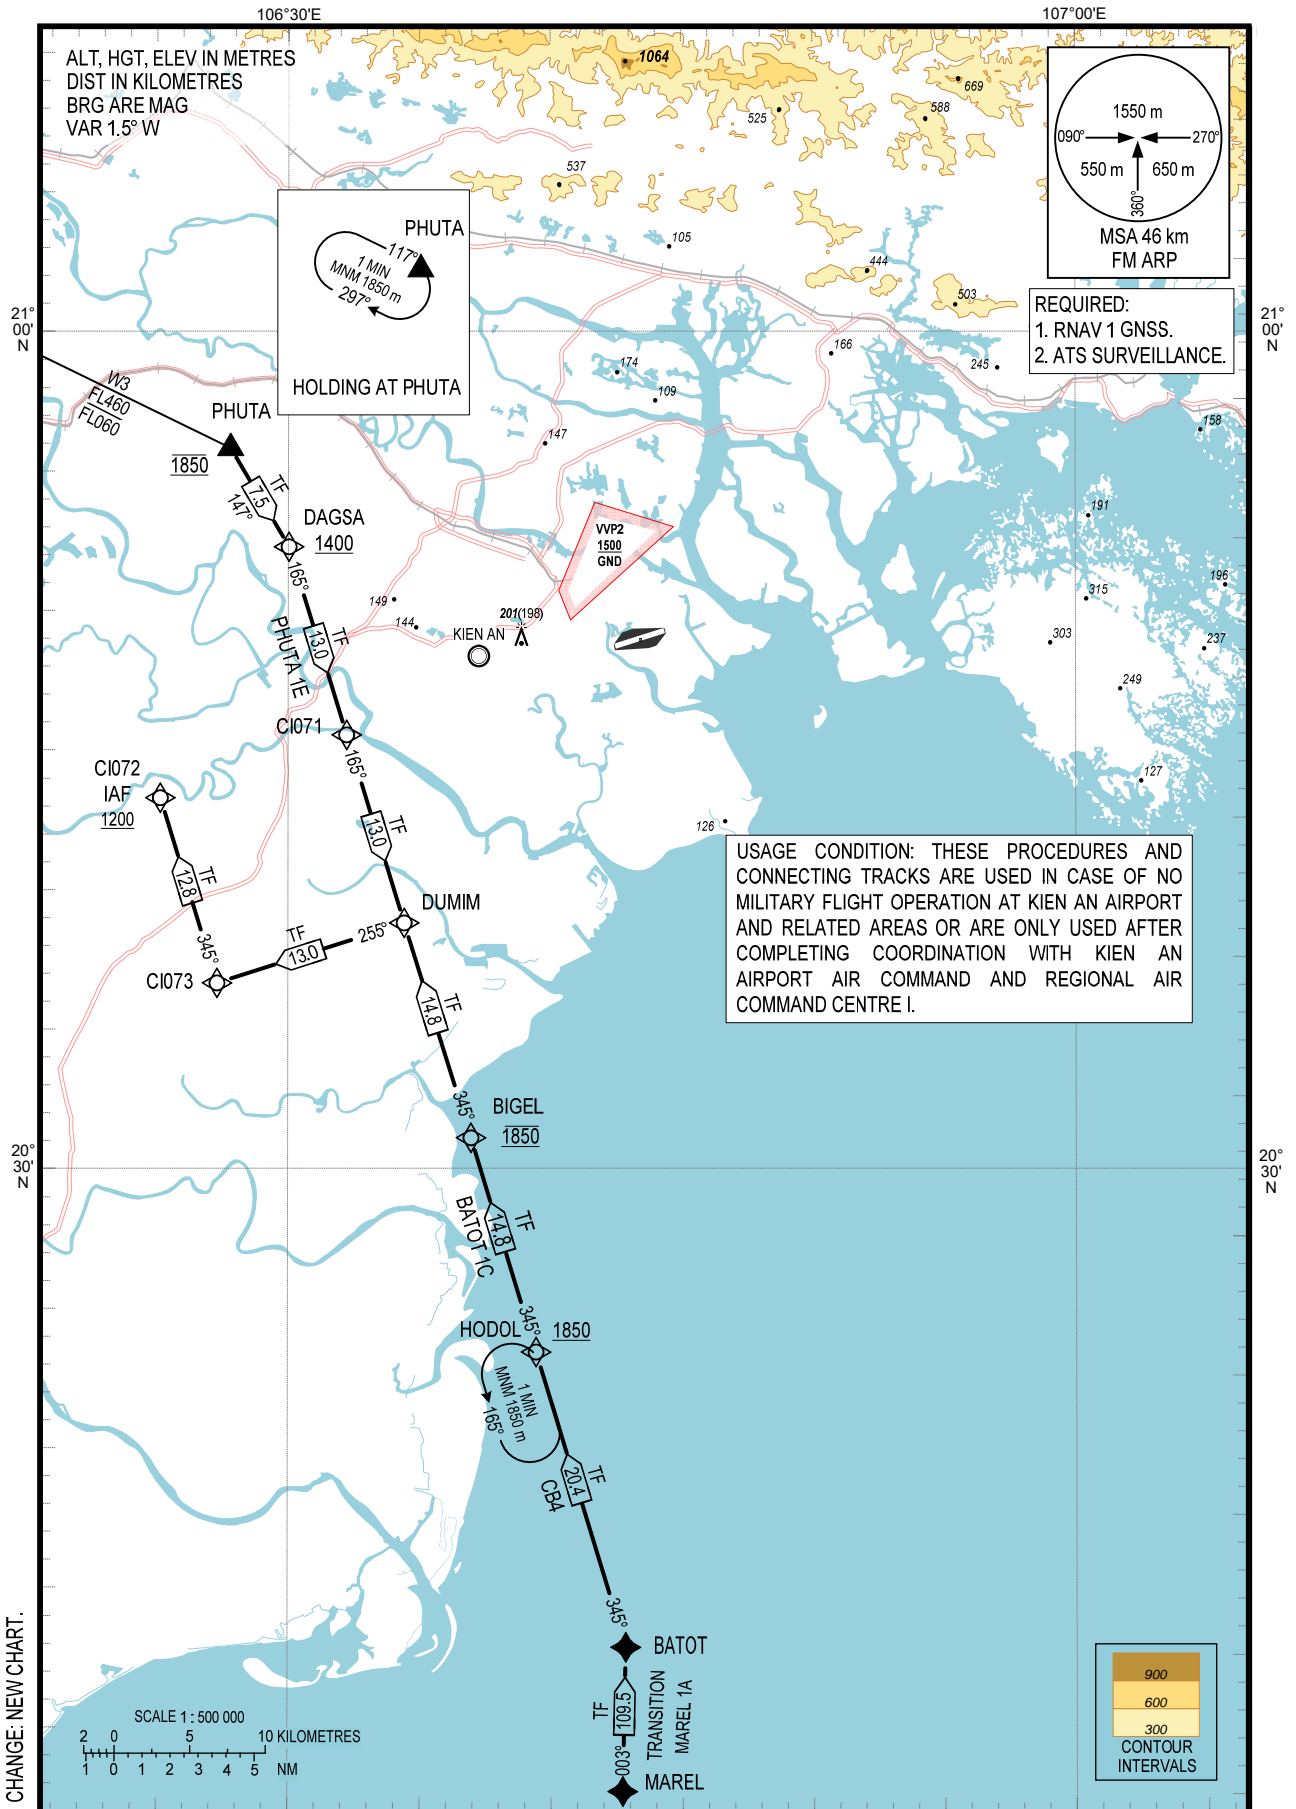 106°30'E
107°00'E
ALT, HGT, ELEV IN METRES
DIST IN KILOMETRES
BRG ARE MAG
VAR 1.5° W
1064
669
588
525
537
105
444
503
1550 m
090°
270°
550 m
650 m
360°
MSA 46 km
FM ARP
REQUIRED:
1. RNAV 1 GNSS.
2. ATS SURVEILLANCE.
PHUTA
117°
1 MIN
MNM 1850 m
297°
HOLDING AT PHUTA
21°
00'
N
21°
00'
N
166
245
174
109
147
158
W3
FL460
FL060
PHUTA
1850
TF
7.5
147°
DAGSA
1400
165°
VVP2
1500
GND
191
196
315
303
237
249
127
149
144
201(198)
KIEN AN
TF
13.0
PHUTA 1E
CI071
165°
CI072
IAF
1200
TF
12.8
345°
TF
13.0
126
USAGE CONDITION: THESE PROCEDURES AND
CONNECTING TRACKS ARE USED IN CASE OF NO
MILITARY FLIGHT OPERATION AT KIEN AN AIRPORT
AND RELATED AREAS OR ARE ONLY USED AFTER
COMPLETING COORDINATION WITH KIEN AN
AIRPORT AIR COMMAND AND REGIONAL AIR
COMMAND CENTRE I.
DUMIM
255°
TF
13.0
CI073
TF
14.8
345°
BIGEL
1850
20°
30'
N
20°
30'
N
TF
14.8
BATOT 1C
345°
HODOL
1850
1 MIN
MNM 1850 m
165°
TF
20.4
CB4
345°
BATOT
TF
109.5
003°
TRANSITION
MAREL 1A
MAREL
CHANGE: NEW CHART.
SCALE 1 : 500 000
2 0 5 10 KILOMETRES
1 0 1 2 3 4 5 NM
900
600
300
CONTOUR
INTERVALS